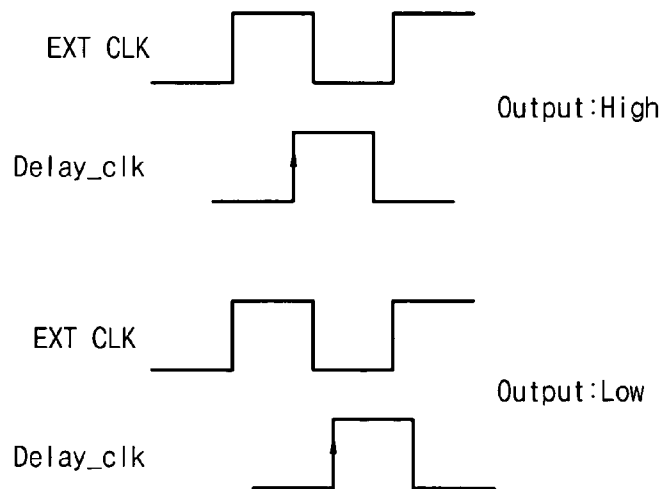 EXT CLK
Output:High
Delay_clk
EXT CLK
Output:Low
Delay_clk